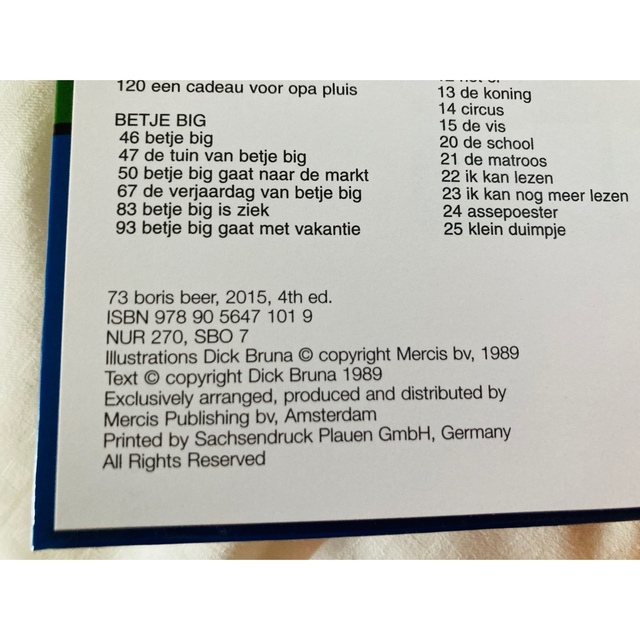 120 een cadeau voor opa pluis
BETJE BIG
46 betje big
47 de tuin van betje big
50 betje big gaat naar de markt
67 de verjaardag van betje big
83 betje big is ziek
93 betje big gaat met vakantie
13 de koning
14 circus
15 de vis
20 de school
21 de matroos
22 ik kan lezen
23 ik kan nog meer lezen
24 assepoester
25 klein duimpje
73 boris beer, 2015, 4th ed.
ISBN 978 90 5647 101 9
NUR 270, SBO 7
Illustrations Dick Bruna © copyright Mercis bv, 1989
Text © copyright Dick Bruna 1989
Exclusively arranged, produced and distributed by
Mercis Publishing bv, Amsterdam
Printed by Sachsendruck Plauen GmbH, Germany
All Rights Reserved